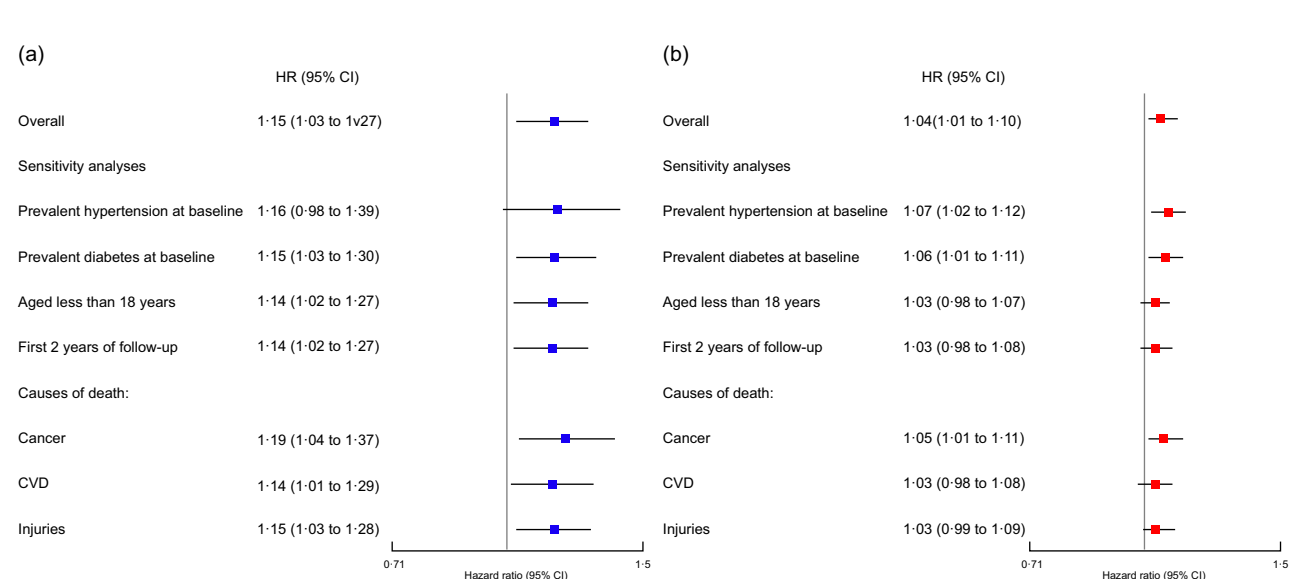 (a)
HR (95% CI)
Overall 1·15 (1·03 to 1v27)
Sensitivity analyses
Prevalent hypertension at baseline 1·16 (0·98 to 1·39)
Prevalent diabetes at baseline 1·15 (1·03 to 1·30)
Aged less than 18 years 1·14 (1·02 to 1·27)
First 2 years of follow-up 1·14 (1·02 to 1·27)
Causes of death:
Cancer 1·19 (1·04 to 1·37)
CVD 1·14 (1·01 to 1·29)
Injuries 1·15 (1·03 to 1·28)
0·71 1·5
Hazard ratio (95% CI)
(b)
HR (95% CI)
Overall 1·04(1·01 to 1·10)
Sensitivity analyses
Prevalent hypertension at baseline 1·07 (1·02 to 1·12)
Prevalent diabetes at baseline 1·06 (1·01 to 1·11)
Aged less than 18 years 1·03 (0·98 to 1·07)
First 2 years of follow-up 1·03 (0·98 to 1·08)
Causes of death:
Cancer 1·05 (1·01 to 1·11)
CVD 1·03 (0·98 to 1·08)
Injuries 1·03 (0·99 to 1·09)
0·71 1·5
Hazard ratio (95% CI)